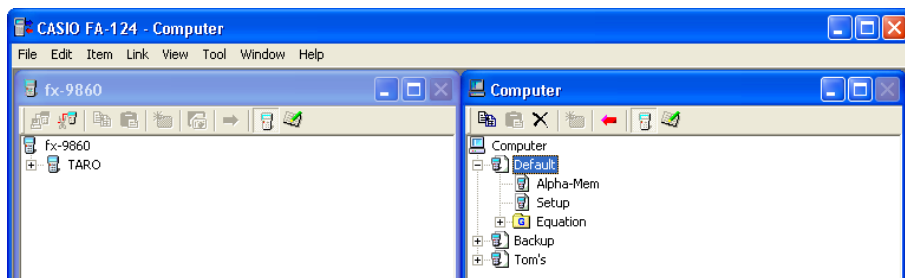 CASIO FA-124 - Computer
File Edit Item Link View Tool Window Help
fx-9860
fx-9860
TARO
Computer
Computer
Default
Alpha-Mem
Setup
G Equation
Backup
Tom's